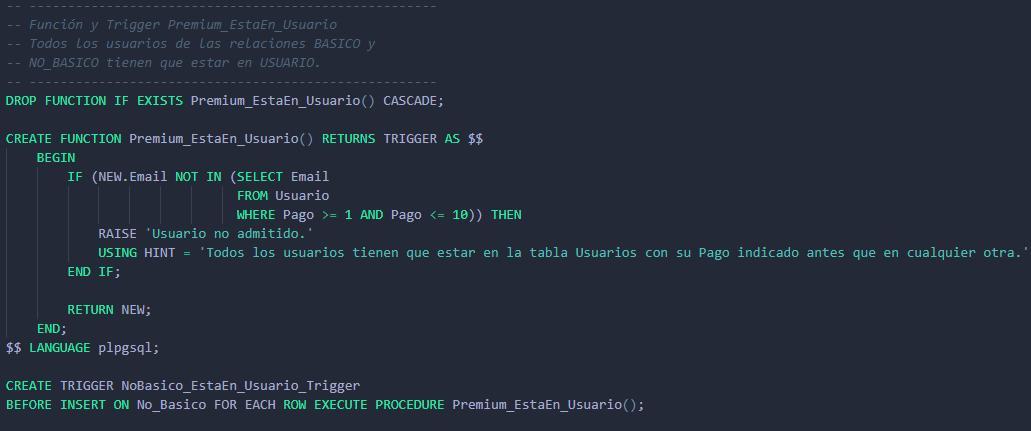 -- -----------------------------------------------------
-- Función y Trigger Premium_EstaEn_Usuario
-- Todos los usuarios de las relaciones BASICO y
-- NO_BASICO tienen que estar en USUARIO.
-- -----------------------------------------------------
DROP FUNCTION IF EXISTS Premium_EstaEn_Usuario() CASCADE;

CREATE FUNCTION Premium_EstaEn_Usuario() RETURNS TRIGGER AS $$
    BEGIN
        IF (NEW.Email NOT IN (SELECT Email
                              FROM Usuario
                              WHERE Pago >= 1 AND Pago <= 10)) THEN
            RAISE 'Usuario no admitido.'
            USING HINT = 'Todos los usuarios tienen que estar en la tabla Usuarios con su Pago indicado antes que en cualquier otra.'
        END IF;

        RETURN NEW;
    END;
$$ LANGUAGE plpgsql;

CREATE TRIGGER NoBasico_EstaEn_Usuario_Trigger
BEFORE INSERT ON No_Basico FOR EACH ROW EXECUTE PROCEDURE Premium_EstaEn_Usuario();